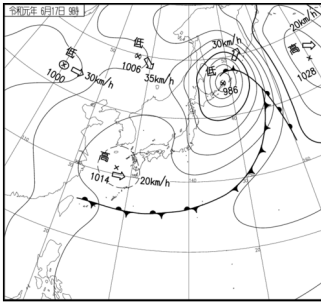 令和元年 6月17日 9時
20km/h
30km/h
低
×
1006
35km/h
低
⊗
1000
30km/h
高
×
1028
低
986
高
×
1014
20km/h